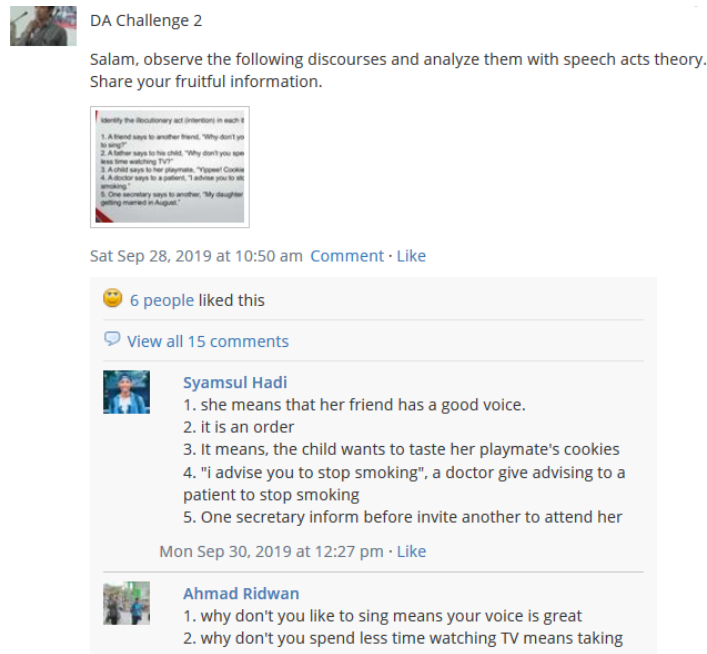 DA Challenge 2
Salam, observe the following discourses and analyze them with speech acts theory.
Share your fruitful information.
Identify the illocutionary act (intention) in each it
1. A friend says to another friend, "Why don't yo
to sing?"
2. A father says to his child, "Why don't you spe
less time watching TV?"
3. A child says to her playmate, "Yippee! Cookie
4. A doctor says to a patient, "I advise you to sto
smoking."
5. One secretary says to another, "My daughter
getting married in August."
Sat Sep 28, 2019 at 10:50 am Comment · Like
6 people liked this
View all 15 comments
Syamsul Hadi
1. she means that her friend has a good voice.
2. it is an order
3. It means, the child wants to taste her playmate's cookies
4. "i advise you to stop smoking", a doctor give advising to a
patient to stop smoking
5. One secretary inform before invite another to attend her
Mon Sep 30, 2019 at 12:27 pm · Like
Ahmad Ridwan
1. why don't you like to sing means your voice is great
2. why don't you spend less time watching TV means taking